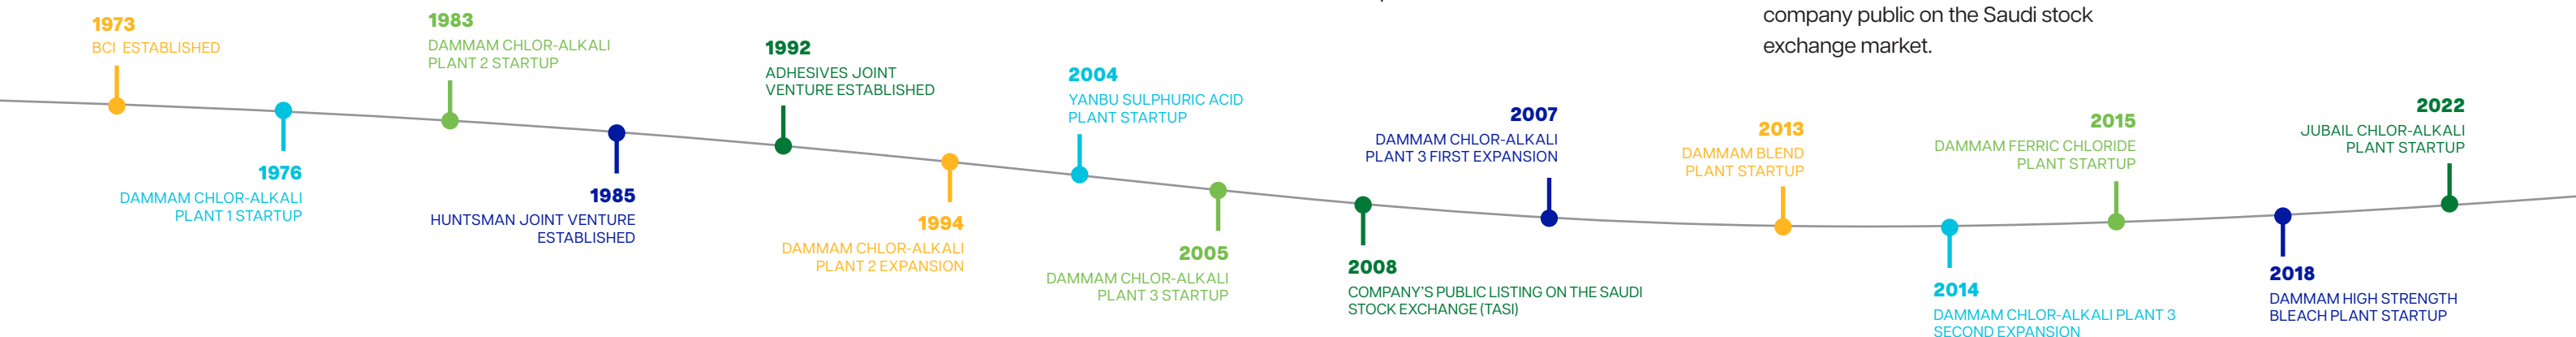 company public on the Saudi stock
exchange market.
1973
BCI ESTABLISHED
1976
DAMMAM CHLOR-ALKALI
PLANT 1 STARTUP
1983
DAMMAM CHLOR-ALKALI
PLANT 2 STARTUP
1985
HUNTSMAN JOINT VENTURE
ESTABLISHED
1992
ADHESIVES JOINT
VENTURE ESTABLISHED
1994
DAMMAM CHLOR-ALKALI
PLANT 2 EXPANSION
2004
YANBU SULPHURIC ACID
PLANT STARTUP
2005
DAMMAM CHLOR-ALKALI
PLANT 3 STARTUP
2008
COMPANY'S PUBLIC LISTING ON THE SAUDI
STOCK EXCHANGE (TASI)
2007
DAMMAM CHLOR-ALKALI
PLANT 3 FIRST EXPANSION
2013
DAMMAM BLEND
PLANT STARTUP
2014
DAMMAM CHLOR-ALKALI PLANT 3
SECOND EXPANSION
2015
DAMMAM FERRIC CHLORIDE
PLANT STARTUP
2018
DAMMAM HIGH STRENGTH
BLEACH PLANT STARTUP
2022
JUBAIL CHLOR-ALKALI
PLANT STARTUP